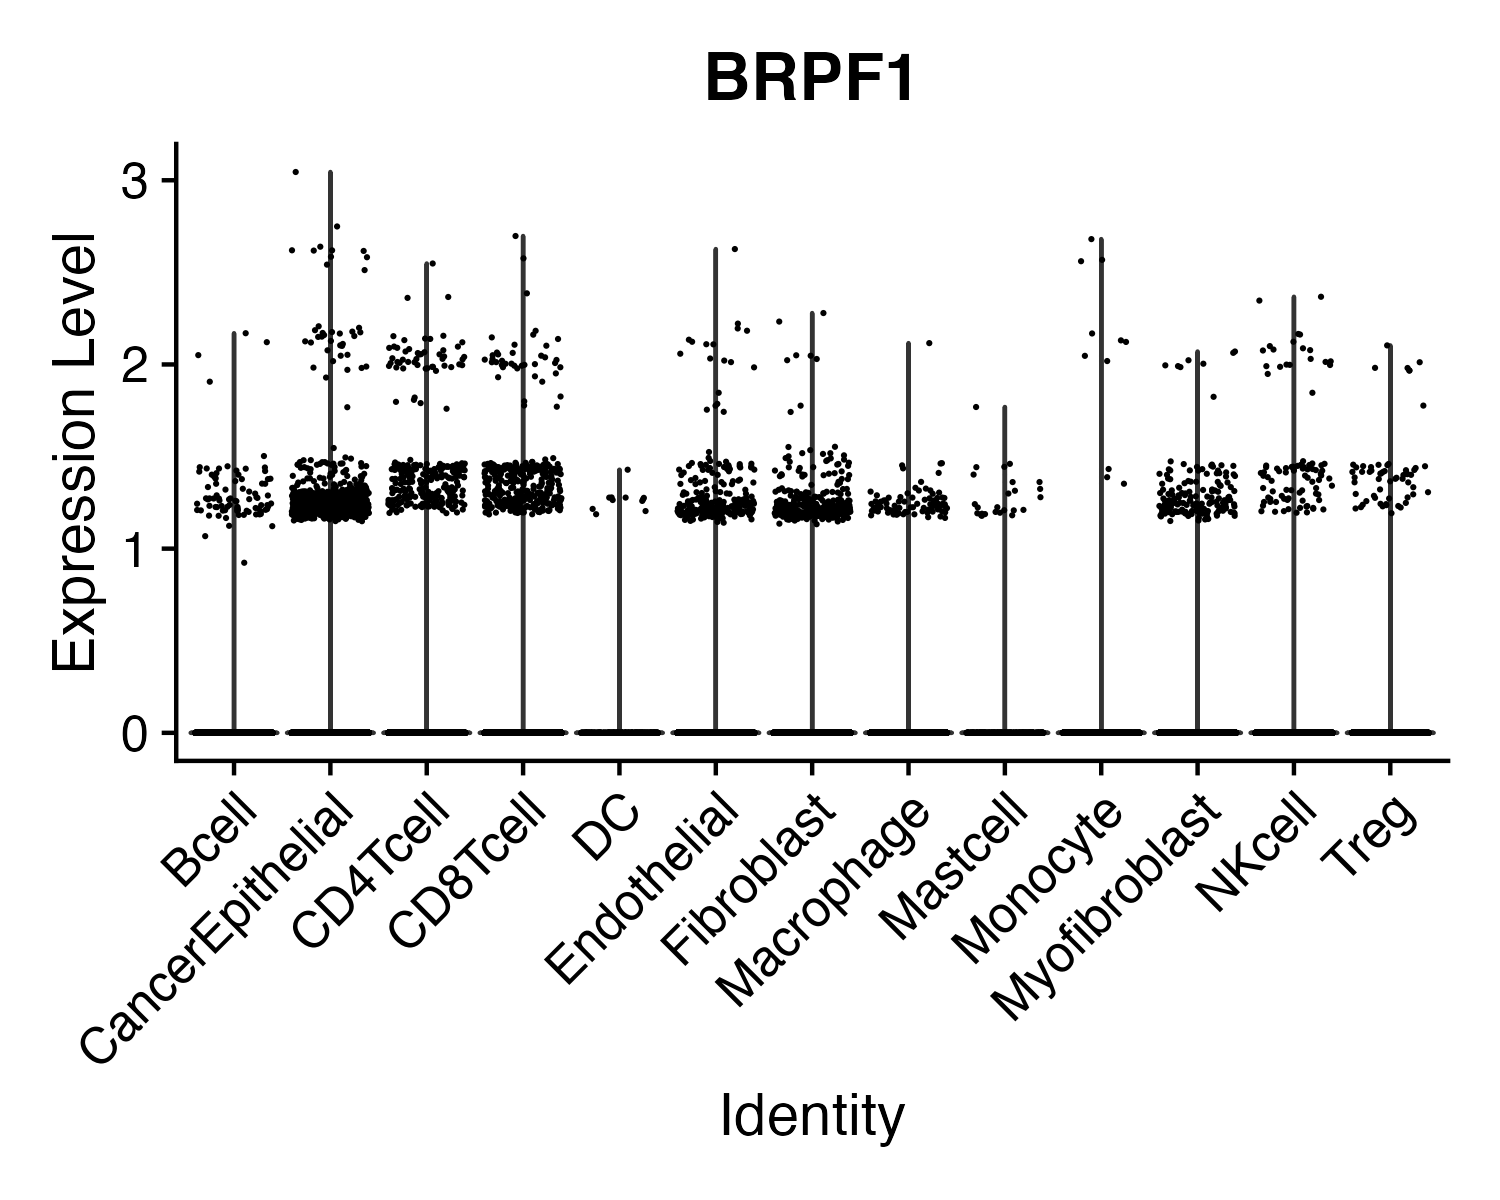 BRPF1
Expression Level
3
2
1
0
Bcell
CancerEpithelial
CD4Tcell
CD8Tcell
DC
Endothelial
Fibroblast
Macrophage
Mastcell
Monocyte
Myofibroblast
NKcell
Treg
Identity